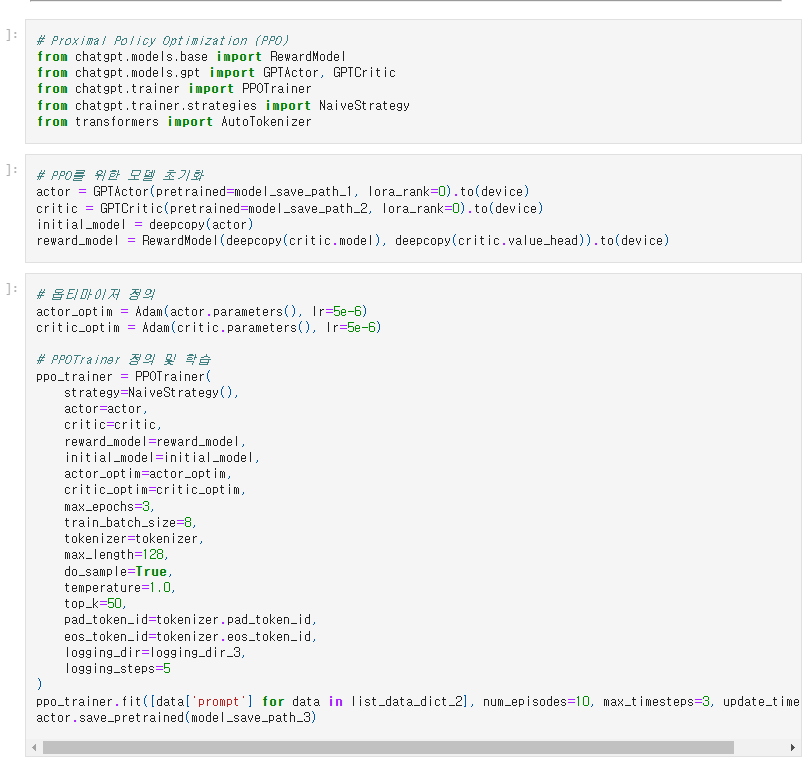 ]:
# Proximal Policy Optimization (PPO)
from chatgpt.models.base import RewardModel
from chatgpt.models.gpt import GPTActor, GPTCritic
from chatgpt.trainer import PPOTrainer
from chatgpt.trainer.strategies import NaiveStrategy
from transformers import AutoTokenizer
]:
# PPO를 위한 모델 초기화
actor = GPTActor(pretrained=model_save_path_1, lora_rank=0).to(device)
critic = GPTCritic(pretrained=model_save_path_2, lora_rank=0).to(device)
initial_model = deepcopy(actor)
reward_model = RewardModel(deepcopy(critic.model), deepcopy(critic.value_head)).to(device)
]:
# 옵티마이저 정의
actor_optim = Adam(actor.parameters(), lr=5e-6)
critic_optim = Adam(critic.parameters(), lr=5e-6)
# PPOTrainer 정의 및 학습
ppo_trainer = PPOTrainer(
strategy=NaiveStrategy(),
actor=actor,
critic=critic,
reward_model=reward_model,
initial_model=initial_model,
actor_optim=actor_optim,
critic_optim=critic_optim,
max_epochs=3,
train_batch_size=8,
tokenizer=tokenizer,
max_length=128,
do_sample=True,
temperature=1.0,
top_k=50,
pad_token_id=tokenizer.pad_token_id,
eos_token_id=tokenizer.eos_token_id,
logging_dir=logging_dir_3,
logging_steps=5
)
ppo_trainer.fit([data['prompt'] for data in list_data_dict_2], num_episodes=10, max_timesteps=3, update_time
actor.save_pretrained(model_save_path_3)